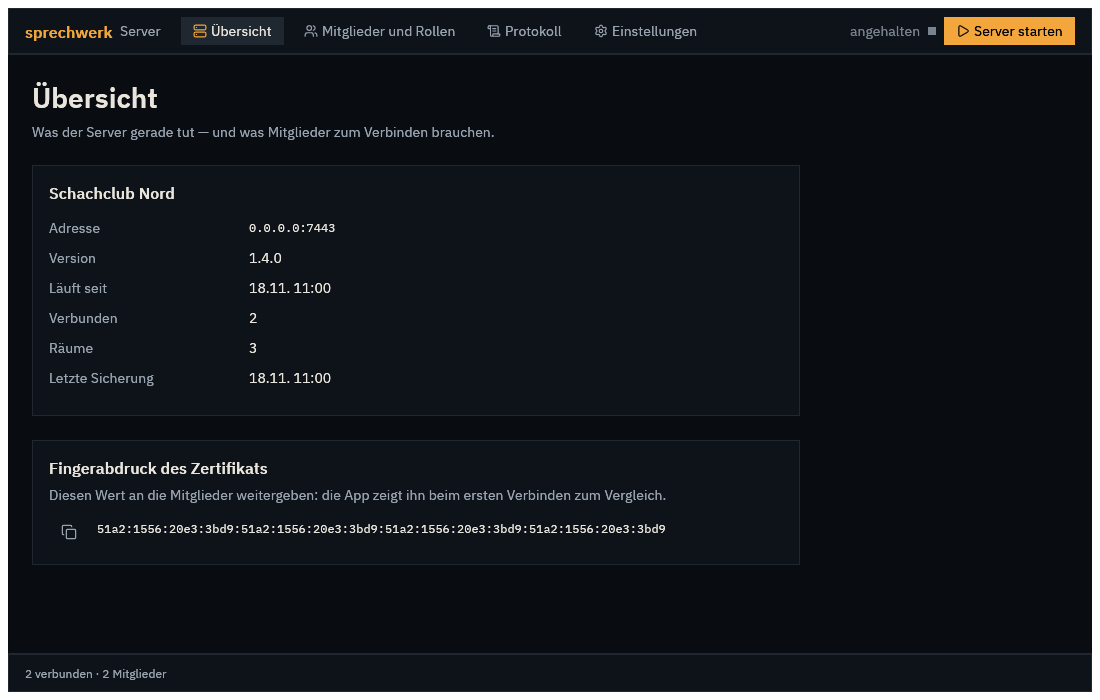 sprechwerk Server Übersicht Mitglieder und Rollen Protokoll Einstellungen angehalten Server starten
Übersicht
Was der Server gerade tut — und was Mitglieder zum Verbinden brauchen.
Schachclub Nord
Adresse 0.0.0.0:7443
Version 1.4.0
Läuft seit 18.11. 11:00
Verbunden 2
Räume 3
Letzte Sicherung 18.11. 11:00
Fingerabdruck des Zertifikats
Diesen Wert an die Mitglieder weitergeben: die App zeigt ihn beim ersten Verbinden zum Vergleich.
51a2:1556:20e3:3bd9:51a2:1556:20e3:3bd9:51a2:1556:20e3:3bd9:51a2:1556:20e3:3bd9
2 verbunden · 2 Mitglieder